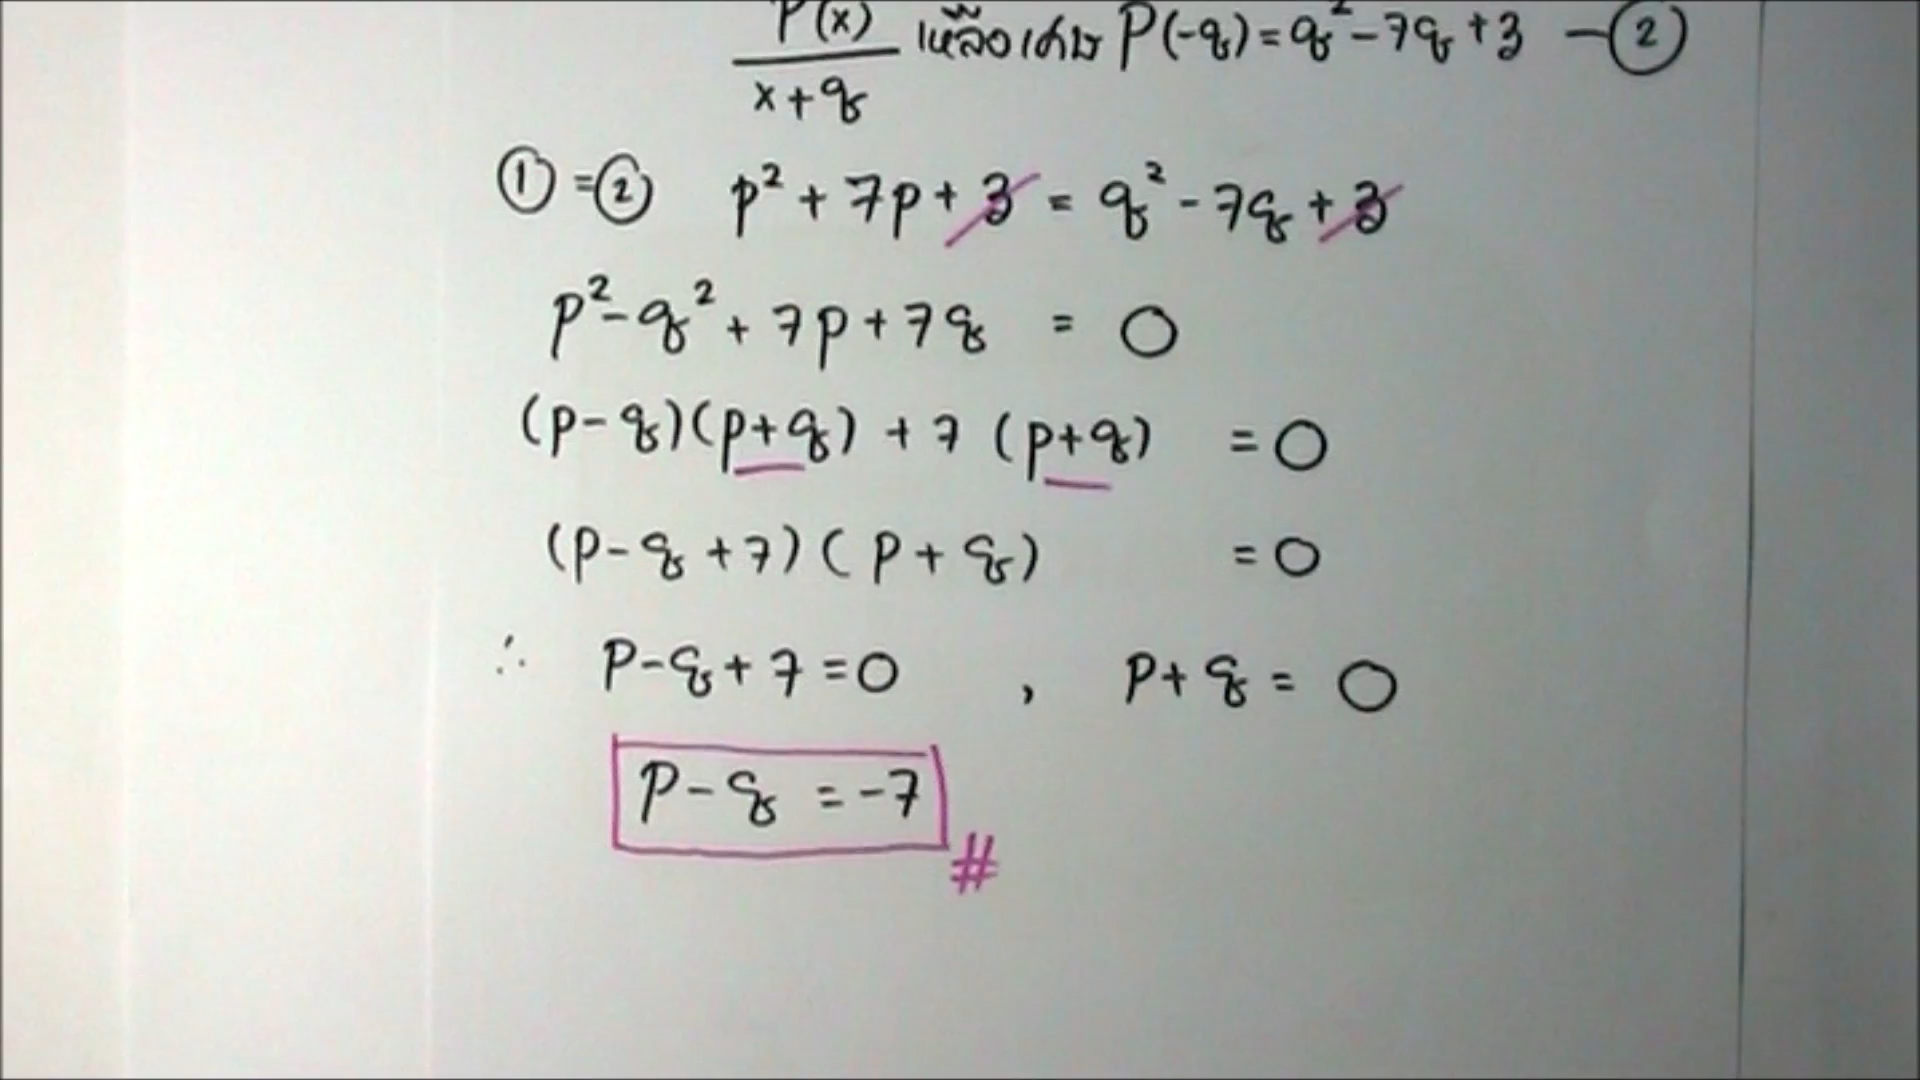 P(x)/x+q เหลือเศษ P(-q) = q² - 7q + 3 — ②
① = ② p² + 7p + 3 = q² - 7q + 3
p² - q² + 7p + 7q = 0
(p-q)(p+q) + 7 (p+q) = 0
(p-q+7)(p+q) = 0
∴ p-q+7=0 , p+q = 0
p-q = -7 #